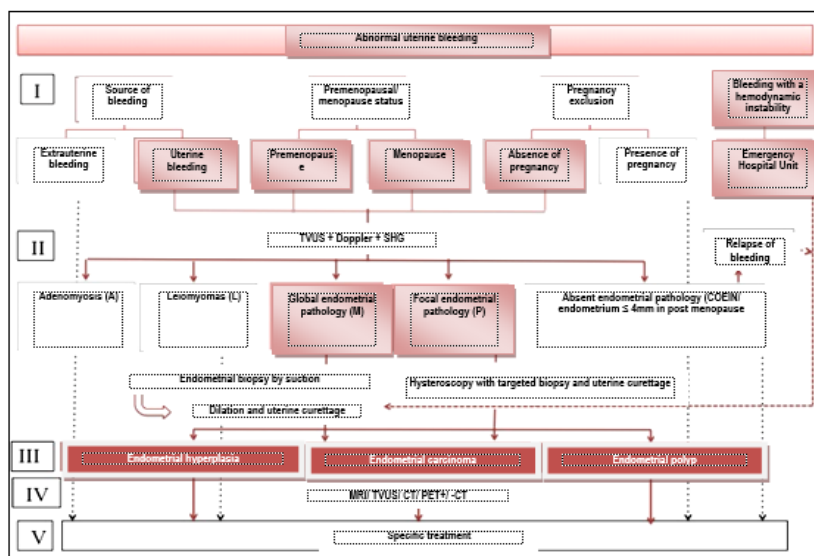 Abnormal uterine bleeding
I
Source of
bleeding
Premenopausal/
menopause status
Pregnancy
exclusion
Bleeding with a
hemodynamic
instability
Extrauterine
bleeding
Uterine
bleeding
Premenopaus
e
Menopause
Absence of
pregnancy
Presence of
pregnancy
Emergency
Hospital Unit
II
TVUS + Doppler + SHG
Relapse of
bleeding
Adenomyosis (A)
Leiomyomas (L)
Global endometrial
pathology (M)
Focal endometrial
pathology (P)
Absent endometrial pathology (COEIN/
endometrium ≤ 4mm in post menopause
Endometrial biopsy by suction
Hysteroscopy with targeted biopsy and uterine curettage
Dilation and uterine curettage
III
Endometrial hyperplasia
Endometrial carcinoma
Endometrial polyp
IV
MRI/ TVUS/ CT/ PET+/ -CT
V
Specific treatment